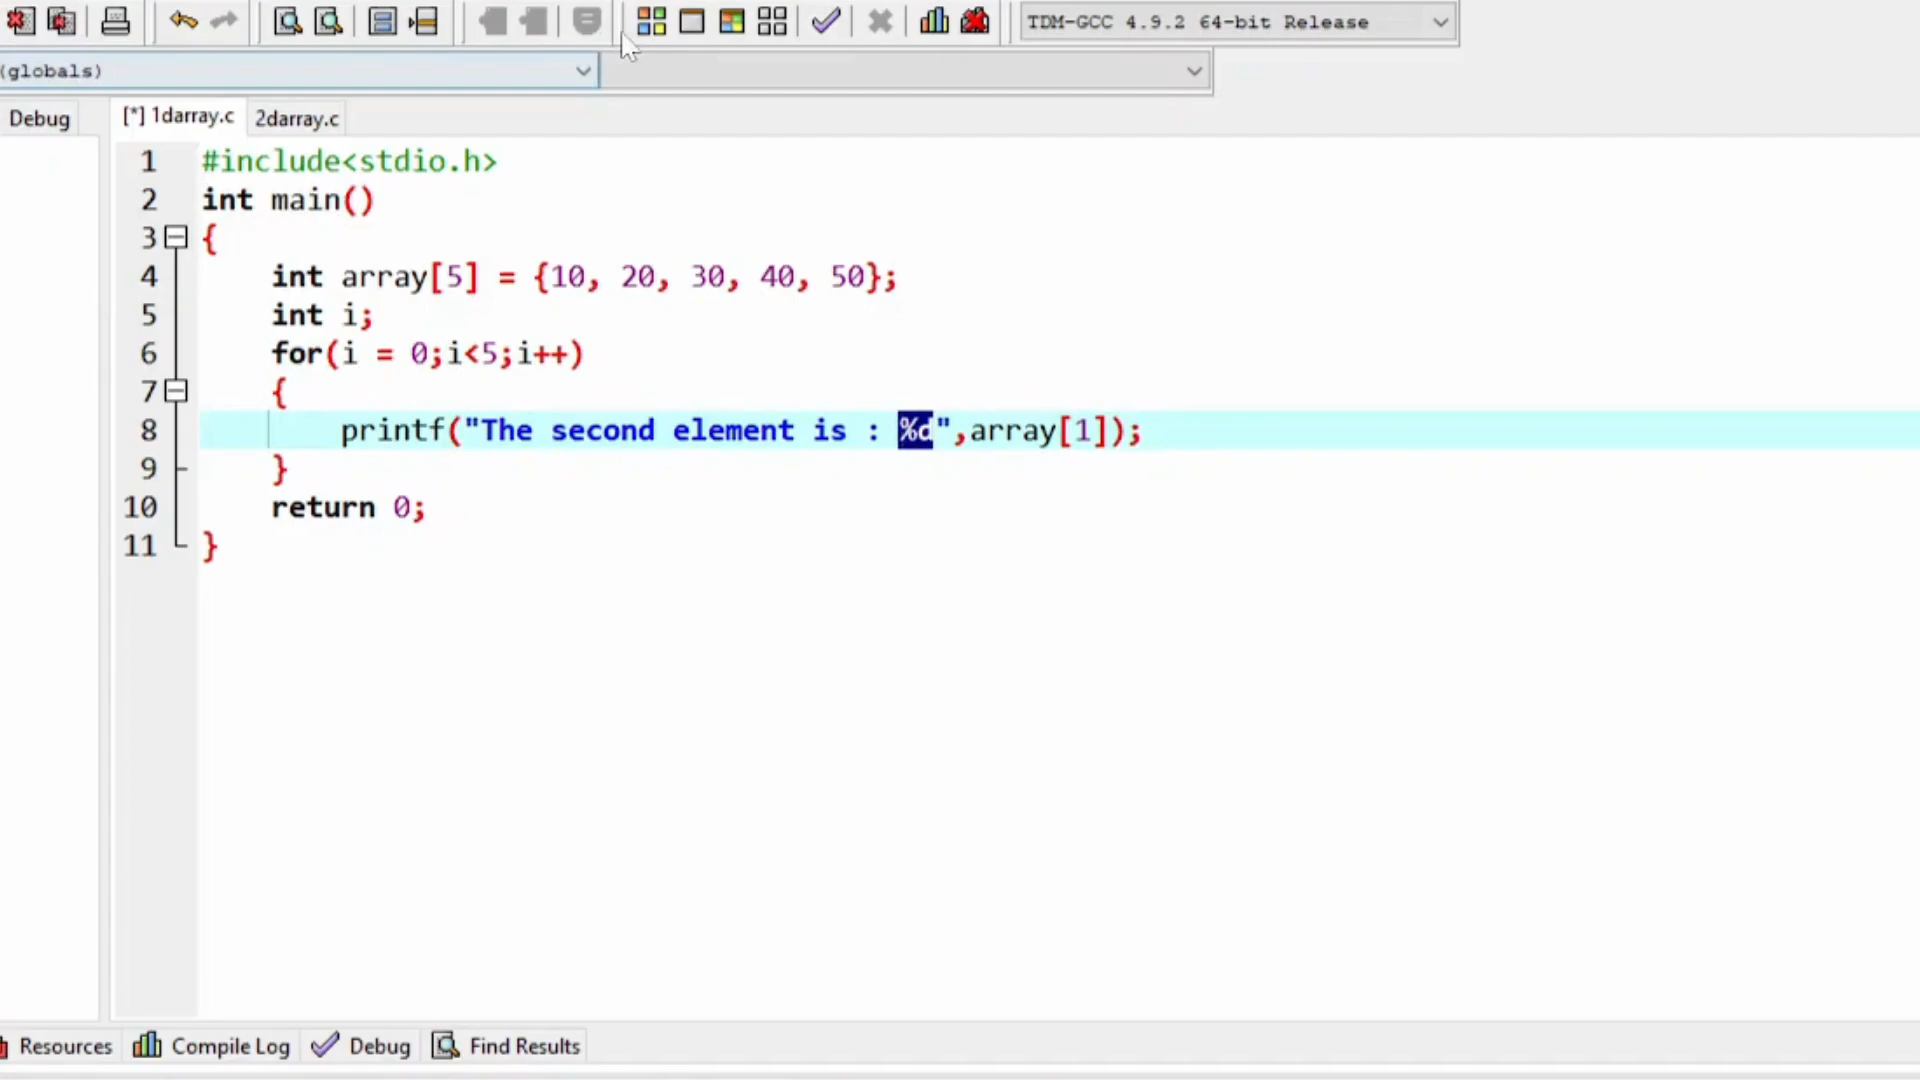 TDM-GCC 4.9.2 64-bit Release
(globals)
Debug
[*] 1darray.c
2darray.c
1 #include<stdio.h>
2 int main()
3 {
4 int array[5] = {10, 20, 30, 40, 50};
5 int i;
6 for(i = 0;i<5;i++)
7 {
8 printf("The second element is : %d",array[1]);
9 }
10 return 0;
11 }
Resources
Compile Log
Debug
Find Results